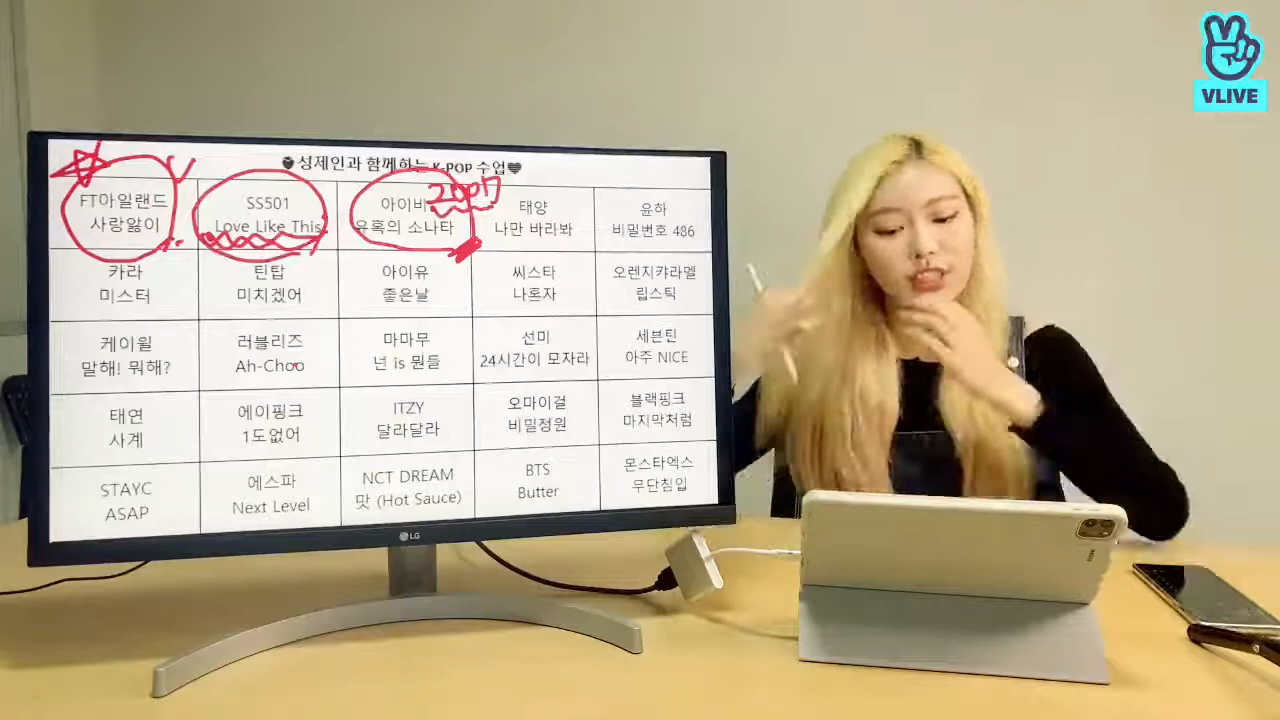 VLIVE
♥성제인과 함께하는 K-POP 수업♥
FT아일랜드
사랑앓이
SS501
Love Like This
아이비
유혹의 소나타
2007
태양
나만 바라봐
윤하
비밀번호 486
카라
미스터
틴탑
미치겠어
아이유
좋은날
씨스타
나혼자
오렌지캬라멜
립스틱
케이윌
말해! 뭐해?
러블리즈
Ah-Choo
마마무
넌 is 뭔들
선미
24시간이 모자라
세븐틴
아주 NICE
태연
사계
에이핑크
1도없어
ITZY
달라달라
오마이걸
비밀정원
블랙핑크
마지막처럼
STAYC
ASAP
에스파
Next Level
NCT DREAM
맛 (Hot Sauce)
BTS
Butter
몬스타엑스
무단침입
LG